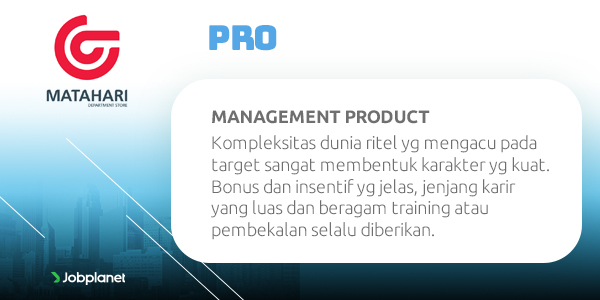 MATAHARI
DEPARTMENT STORE
PRO
MANAGEMENT PRODUCT
Kompleksitas dunia ritel yg mengacu pada
target sangat membentuk karakter yg kuat.
Bonus dan insentif yg jelas, jenjang karir
yang luas dan beragam training atau
pembekalan selalu diberikan.
Jobplanet